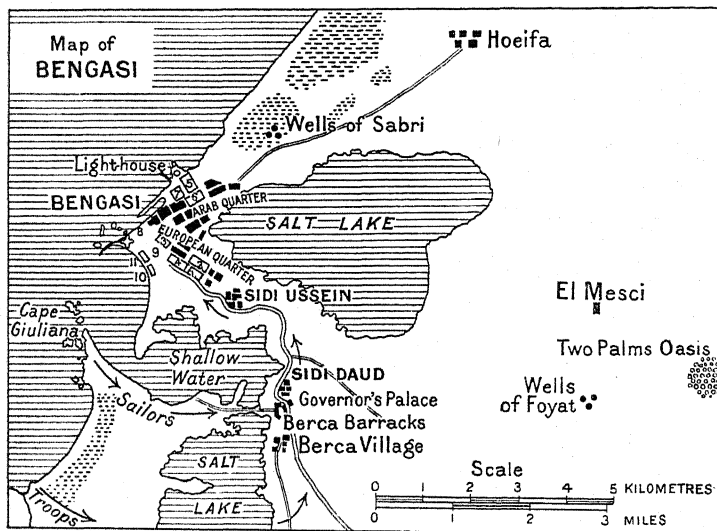 Map of
BENGASI
Hoeifa
Wells of Sabri
Lighthouse
BENGASI
ARAB QUARTER
SALT LAKE
EUROPEAN QUARTER
8
9
11
10
SIDI USSEIN
Cape
Giuliana
El Mesci
Shallow
Water
Two Palms Oasis
SIDI DAUD
Wells
of Foyat
Governor's Palace
Sailors
Berca Barracks
Berca Village
SALT
LAKE
Troops
Scale
0 1 2 3 4 5 KILOMETRES
0 1 2 3 MILES